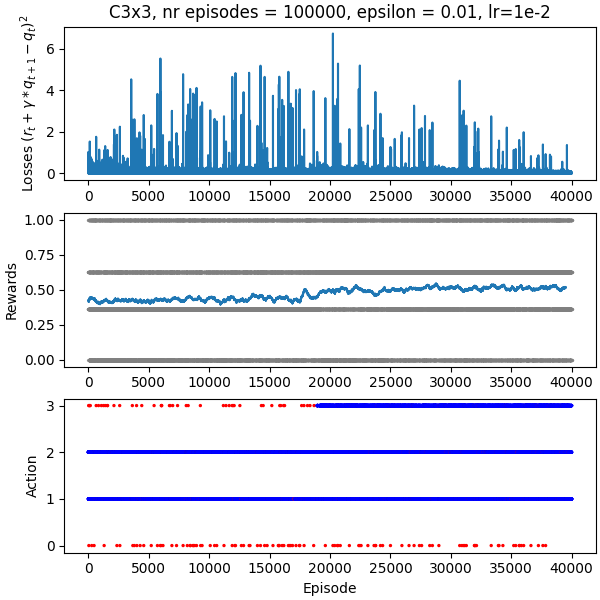 C3x3, nr episodes = 100000, epsilon = 0.01, lr=1e-2
Losses (r_t + γ * q_{t+1} − q_t)^2
6
4
2
0
0 5000 10000 15000 20000 25000 30000 35000 40000
Rewards
1.00
0.75
0.50
0.25
0.00
0 5000 10000 15000 20000 25000 30000 35000 40000
Action
3
2
1
0
0 5000 10000 15000 20000 25000 30000 35000 40000
Episode